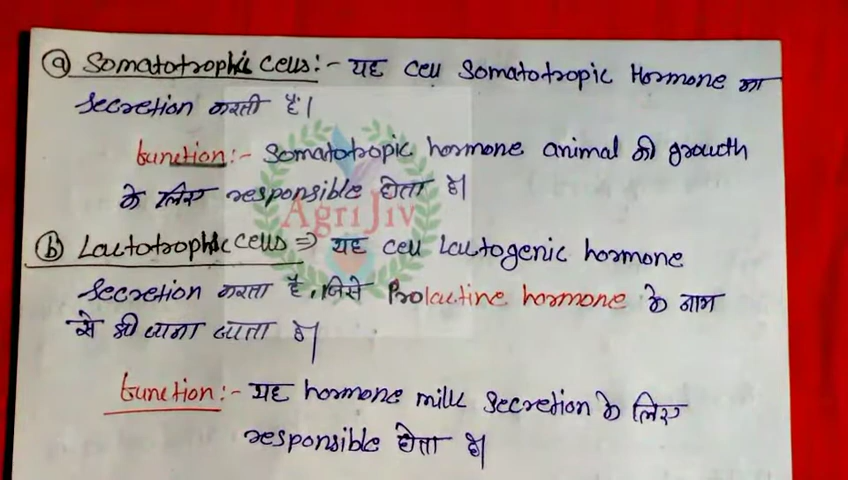 (a) Somatotrophic cells:- यह cell Somatotropic Hormone का
secretion करती हैं।
function:- Somatotropic hormone animal की growth
के लिए responsible होता है।
(b) Lactotrophic cells ⇒ यह cell Lactogenic hormone
secretion करता है, जिसे Prolactine hormone के नाम
से भी जाना जाता है।
function:- यह hormone milk secretion के लिए
responsible होता है।
AgriJiv